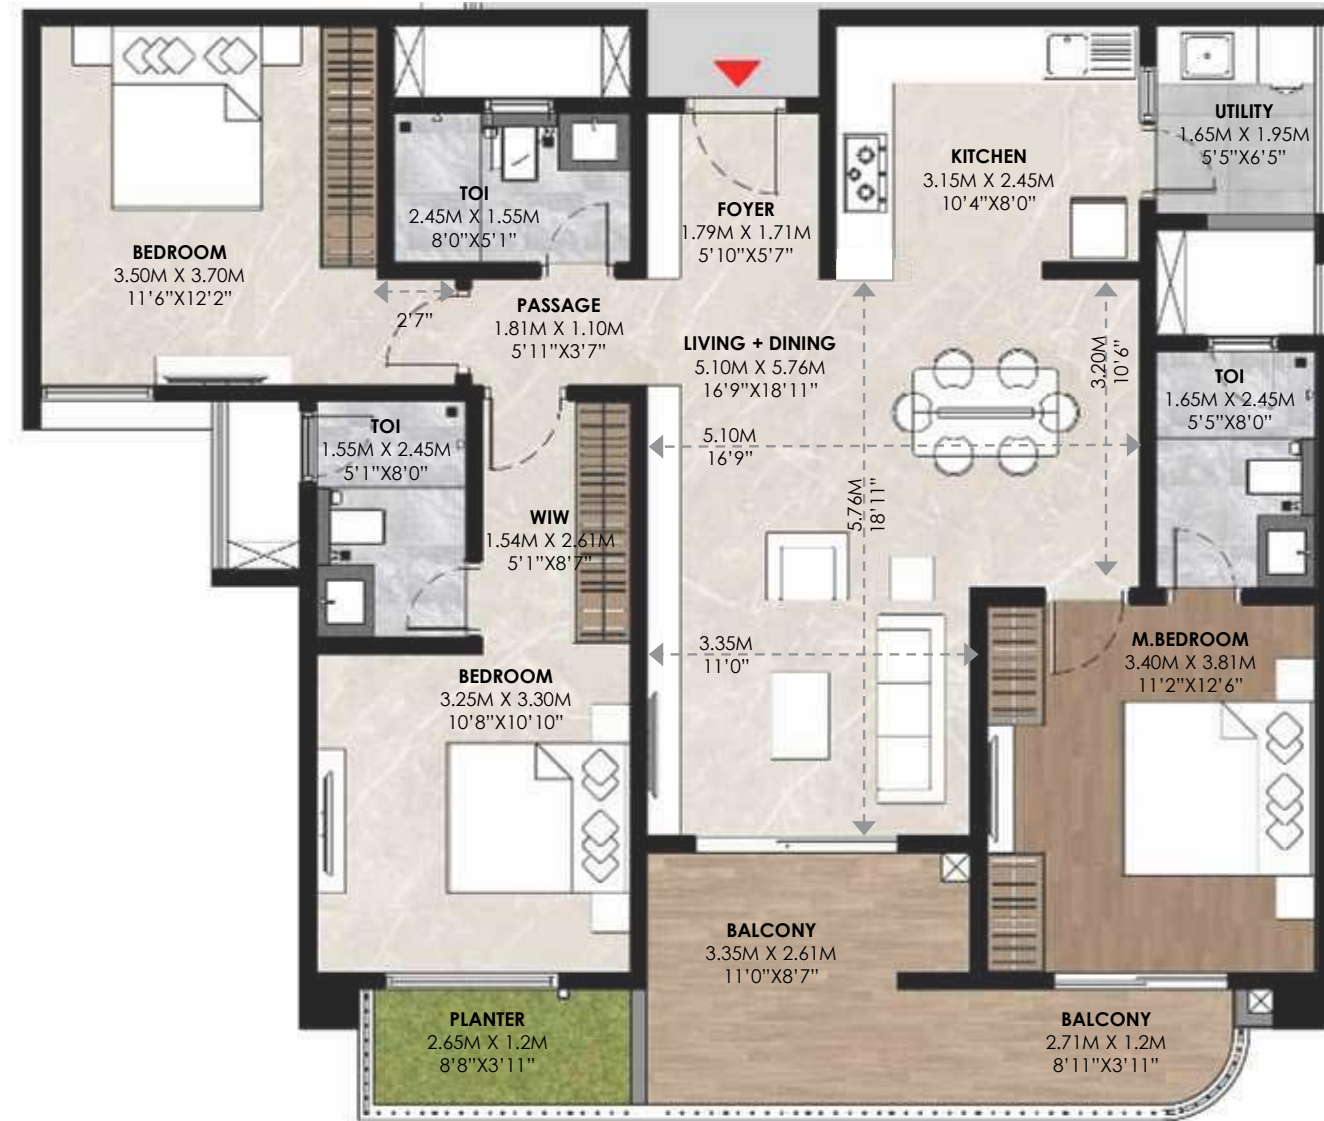 UTILITY
1.65M X 1.95M
5'5"X6'5"
KITCHEN
3.15M X 2.45M
10'4"X8'0"
TOI
2.45M X 1.55M
8'0"X5'1"
FOYER
1.79M X 1.71M
5'10"X5'7"
BEDROOM
3.50M X 3.70M
11'6"X12'2"
2'7"
PASSAGE
1.81M X 1.10M
5'11"X3'7"
LIVING + DINING
5.10M X 5.76M
16'9"X18'11"
3.20M
10'6"
TOI
1.65M X 2.45M
5'5"X8'0"
TOI
1.55M X 2.45M
5'1"X8'0"
5.10M
16'9"
5.76M
18'11"
WIW
1.54M X 2.61M
5'1"X8'7"
3.35M
11'0"
M.BEDROOM
3.40M X 3.81M
11'2"X12'6"
BEDROOM
3.25M X 3.30M
10'8"X10'10"
BALCONY
3.35M X 2.61M
11'0"X8'7"
PLANTER
2.65M X 1.2M
8'8"X3'11"
BALCONY
2.71M X 1.2M
8'11"X3'11"